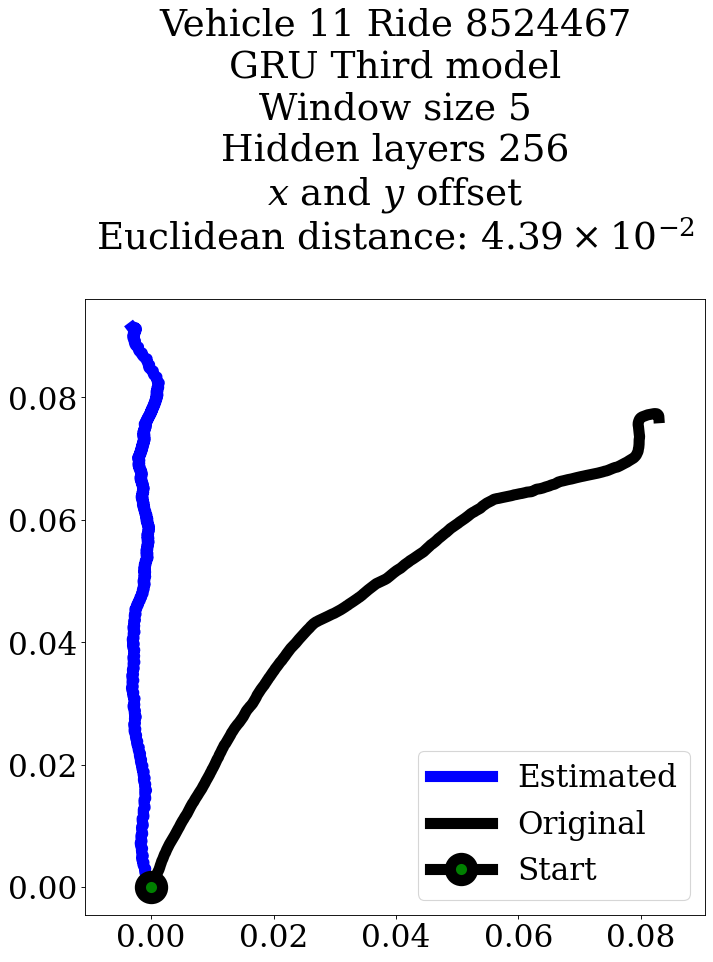 Vehicle 11 Ride 8524467
GRU Third model
Window size 5
Hidden layers 256
x and y offset
Euclidean distance: 4.39 × 10⁻²
0.08
0.06
0.04
0.02
0.00
Estimated
Original
Start
0.00 0.02 0.04 0.06 0.08